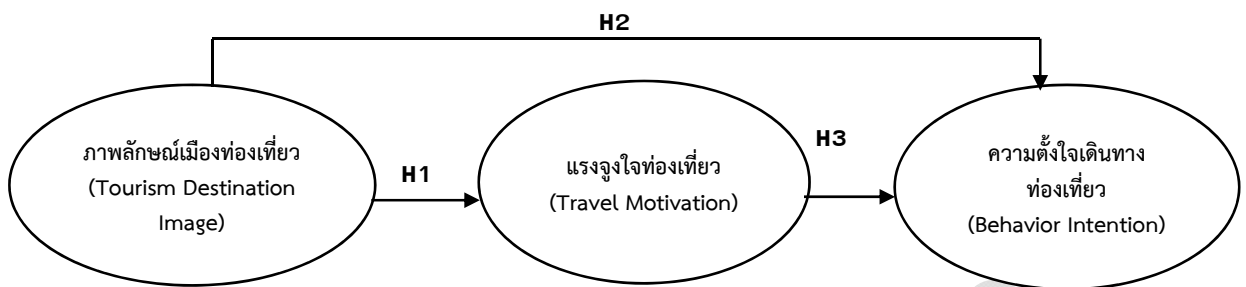 H2
ภาพลักษณ์เมืองท่องเที่ยว
(Tourism Destination
Image)
H1
แรงจูงใจท่องเที่ยว
(Travel Motivation)
H3
ความตั้งใจเดินทาง
ท่องเที่ยว
(Behavior Intention)